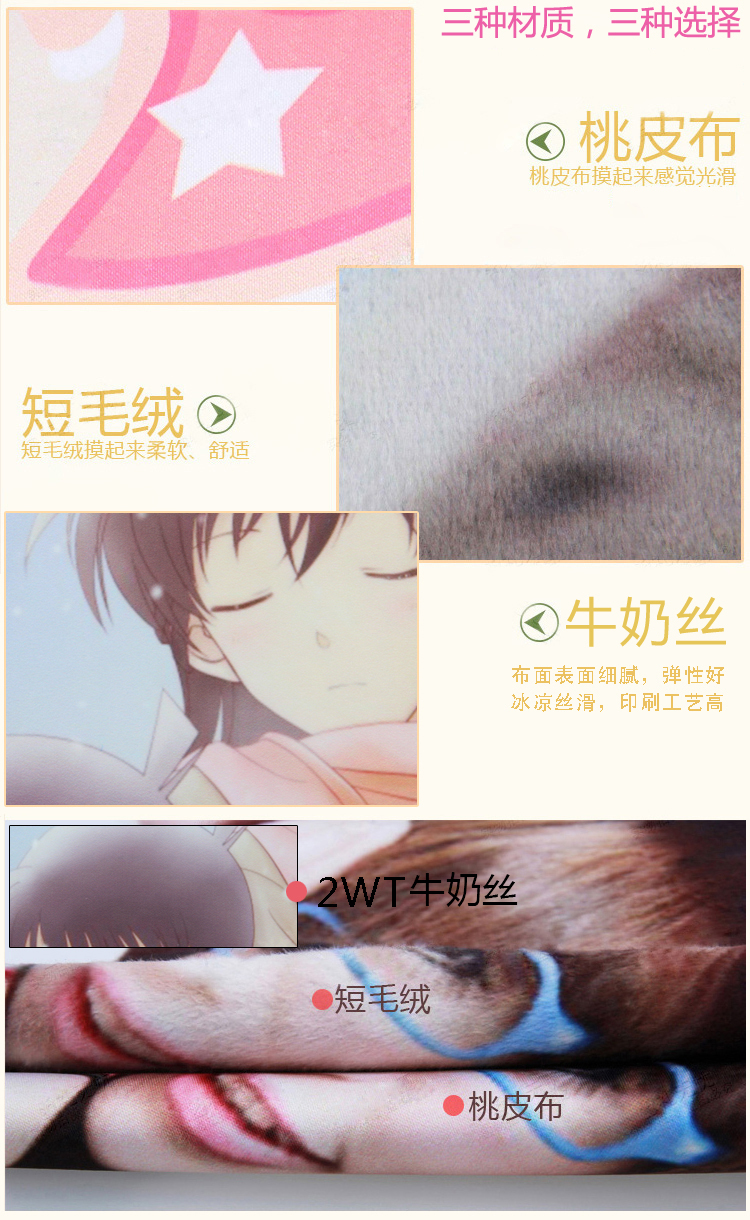 三种材质，三种选择
桃皮布
桃皮布摸起来感觉光滑
短毛绒
短毛绒摸起来柔软、舒适
牛奶丝
布面表面细腻，弹性好
冰凉丝滑，印刷工艺高
2WT牛奶丝
短毛绒
桃皮布